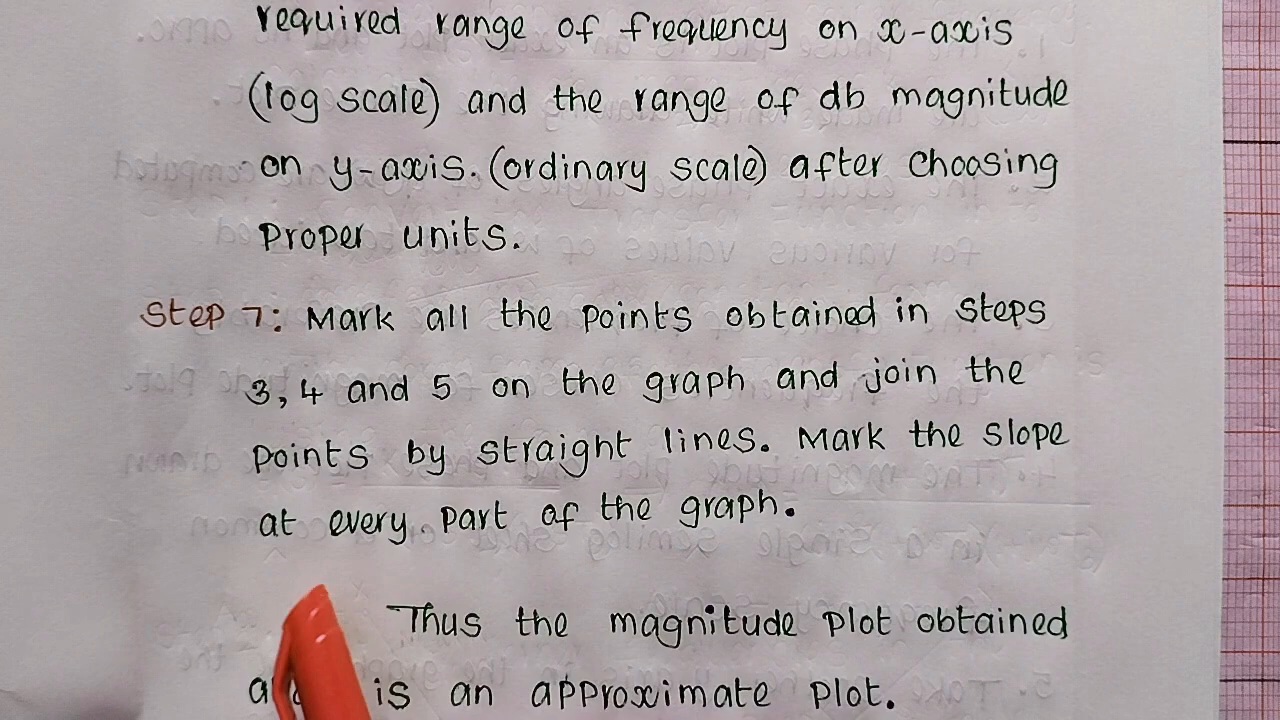 required range of frequency on x-axis
(log scale) and the range of db magnitude
on y-axis. (ordinary scale) after choosing
proper units.
Step 7: Mark all the points obtained in steps
3, 4 and 5 on the graph and join the
points by straight lines. Mark the slope
at every part of the graph.
Thus the magnitude plot obtained
is an approximate plot.